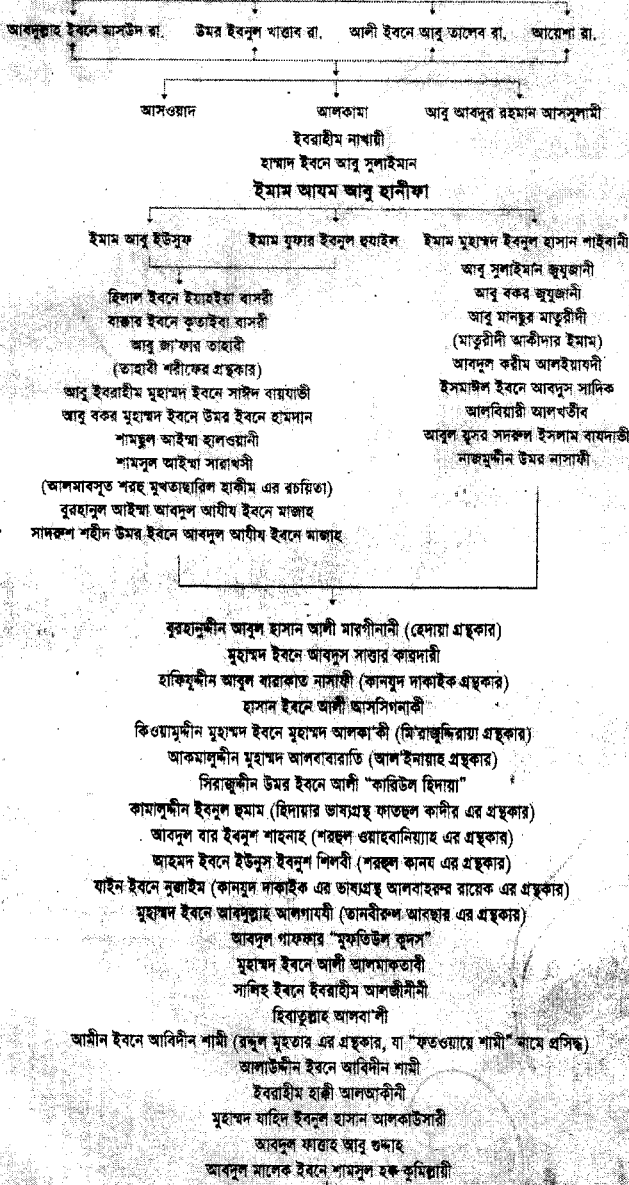 আবদুল্লাহ ইবনে মাসউদ রা. উমর ইবনুল খাত্তাব রা. আলী ইবনে আবু তালেব রা. আয়েশা রা.
আসওয়াদ আলকামা আবু আবদুর রহমান আসসুলামী
ইবরাহীম নাখায়ী
হাম্মাদ ইবনে আবু সুলাইমান
ইমাম আযম আবু হানীফা
ইমাম আবু ইউসুফ ইমাম যুফার ইবনুল হুযাইল ইমাম মুহাম্মদ ইবনুল হাসান শাইবানী
হিলাল ইবনে ইয়াহইয়া বাসরী
বাক্কার ইবনে কুতাইবা বাসরী
আবু জা'ফার তাহাবী
(তাহাবী শরীফের গ্রন্থকার)
আবু ইবরাহীম মুহাম্মদ ইবনে সাঈদ বাযযাভী
আবু বকর মুহাম্মদ ইবনে উমর ইবনে হামদান
শামছুল আইম্মা হালওয়ানী
শামসুল আইম্মা সারাখসী
(আলমাবসূত শরহু মুখতাছারিল হাকীম এর রচয়িতা)
বুরহানুল আইম্মা আবদুল আযীয ইবনে মাজাহ
সাদরুশ শহীদ উমর ইবনে আবদুল আযীয ইবনে মাজাহ
আবু সুলাইমান জুযুজানী
আবু বকর জুযুজানী
আবু মানছুর মাতুরীদী
(মাতুরীদী আকীদার ইমাম)
আবদুল করীম আলইয়াযদী
ইসমাঈল ইবনে আবদুস সাদিক
আলবিয়ারী আলখতীব
আবুল য়ুসর সদরুল ইসলাম বাযদাভী
নাজমুদ্দীন উমর নাসাফী
বুরহানুদ্দীন আবুল হাসান আলী মারগীনানী (হেদায়া গ্রন্থকার)
মুহাম্মদ ইবনে আবদুস সাত্তার কারদারী
হাফিযুদ্দীন আবুল বারাকাত নাসাফী (কানযুদ দাকাইক গ্রন্থকার)
হাসান ইবনে আলী আসসিগনাকী
কিওয়ামুদ্দীন মুহাম্মদ ইবনে মুহাম্মদ আলকা'কী (মি'রাজুদ্দিরায়া গ্রন্থকার)
আকমালুদ্দীন মুহাম্মদ আলবাবারাতি (আল'ইনায়াহ গ্রন্থকার)
সিরাজুদ্দীন উমর ইবনে আলী "কারিউল হিদায়া"
কামালুদ্দীন ইবনুল হুমাম (হিদায়ার ভাষ্যগ্রন্থ ফাতহুল কাদীর এর গ্রন্থকার)
আবদুল বার ইবনুশ শাহনাহ (শরহুল ওয়াহবানিয়্যাহ এর গ্রন্থকার)
আহমদ ইবনে ইউনুস ইবনুশ শিলবী (শরহুল কানয এর গ্রন্থকার)
যাইন ইবনে নুজাইম (কানযুদ দাকাইক এর ভাষ্যগ্রন্থ আলবাহরুর রায়েক এর গ্রন্থকার)
মুহাম্মদ ইবনে আবদুল্লাহ আলগাযযী (তানবীরুল আবছার এর গ্রন্থকার)
আবদুল গাফফার "মুফতিউল কুদস"
মুহাম্মদ ইবনে আলী আলমাকতাবী
সালিহ ইবনে ইবরাহীম আলজীনীনী
হিবাতুল্লাহ আলবা'লী
আমীন ইবনে আবিদীন শামী (রদ্দুল মুহতার এর গ্রন্থকার, যা "ফতওয়ায়ে শামী" নামে প্রসিদ্ধ)
আলাউদ্দীন ইবনে আবিদীন শামী
ইবরাহীম হাক্কী আলআকীনী
মুহাম্মদ যাহিদ ইবনুল হাসান আলকাউসারী
আবদুল ফাত্তাহ আবু গুদ্দাহ
আবদুল মালেক ইবনে শামসুল হক কুমিল্লায়ী